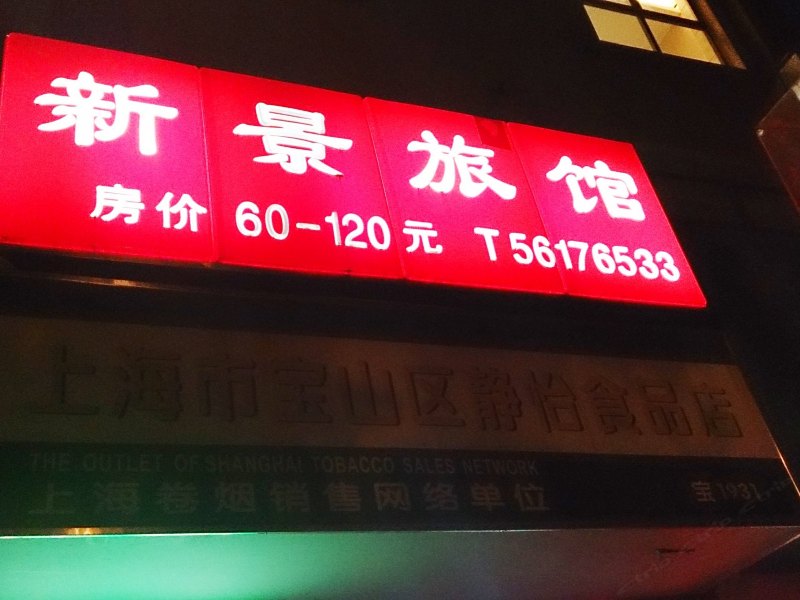 新景旅馆
房价 60-120元 T 56176533
上海市宝山区静怡食品店
THE OUTLET OF SHANGHAI TOBACCO SALES NETWORK
上海卷烟销售网络单位 宝1931